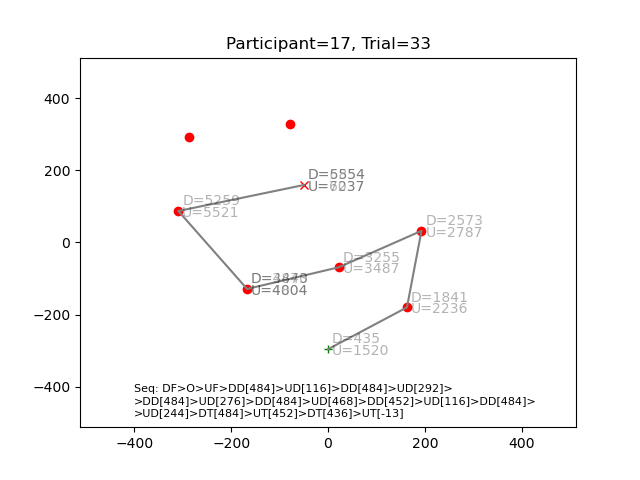 Participant=17, Trial=33
400
200
0
−200
−400
−400
−200
0
200
400
D=5259
U=5521
D=2573
U=2787
D=3255
U=3487
D=1841
U=2236
D=435
U=1520
Seq: DF>O>UF>DD[484]>UD[116]>DD[484]>UD[292]>
>DD[484]>UD[276]>DD[484]>UD[468]>DD[452]>UD[116]>DD[484]>
>UD[244]>DT[484]>UT[452]>DT[436]>UT[-13]